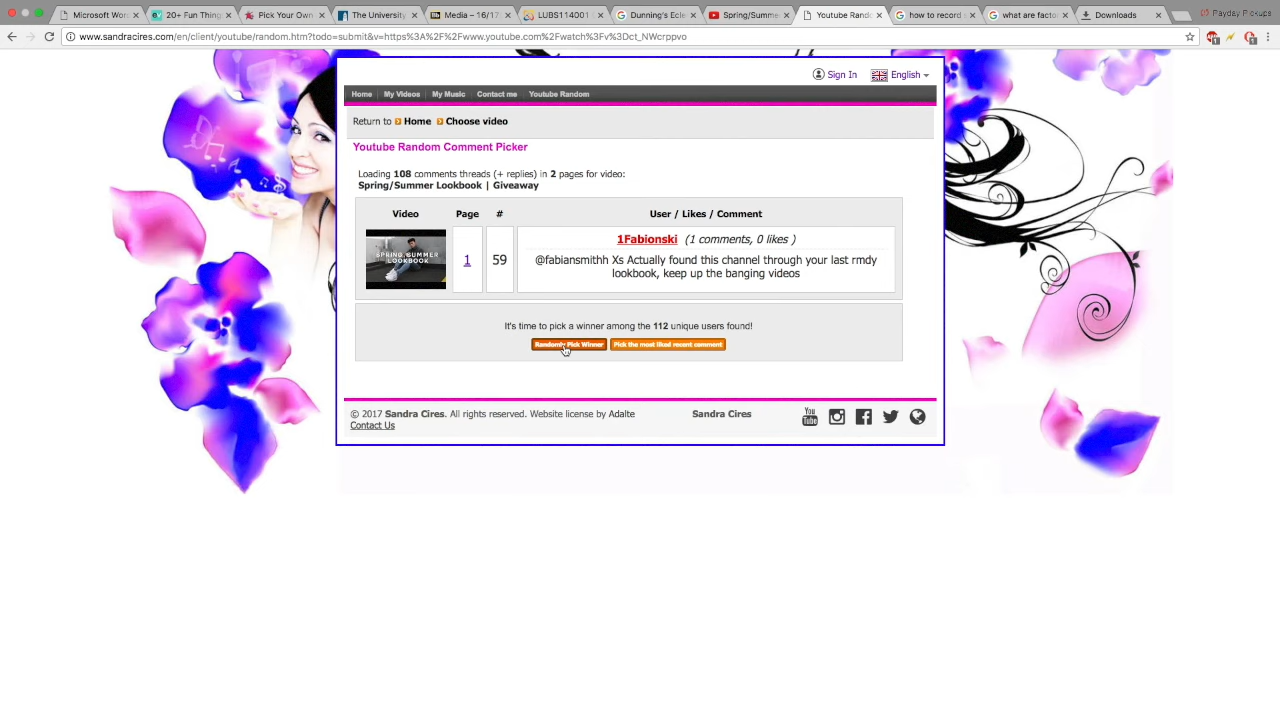 Microsoft Wor
20+ Fun Thing
Pick Your Own
The University
Media – 16/17
LUBS114001
Dunning's Ecle
Spring/Summe
Youtube Rando
how to record
what are factor
Downloads
Payday Pickups
www.sandracires.com/en/client/youtube/random.htm?todo=submit&v=https%3A%2F%2Fwww.youtube.com%2Fwatch%3Fv%3Dct_NWcrppvo
Sign In English
Home My Videos My Music Contact me Youtube Random
Return to Home Choose video
Youtube Random Comment Picker
Loading 108 comments threads (+ replies) in 2 pages for video:
Spring/Summer Lookbook | Giveaway
Video Page # User / Likes / Comment
SPRING/SUMMER
LOOKBOOK
1
59
1Fabionski (1 comments, 0 likes )
@fabiansmithh Xs Actually found this channel through your last rmdy
lookbook, keep up the banging videos
It's time to pick a winner among the 112 unique users found!
Randomly Pick Winner Pick the most liked recent comment
© 2017 Sandra Cires. All rights reserved. Website license by Adalte
Contact Us
Sandra Cires
You
Tube